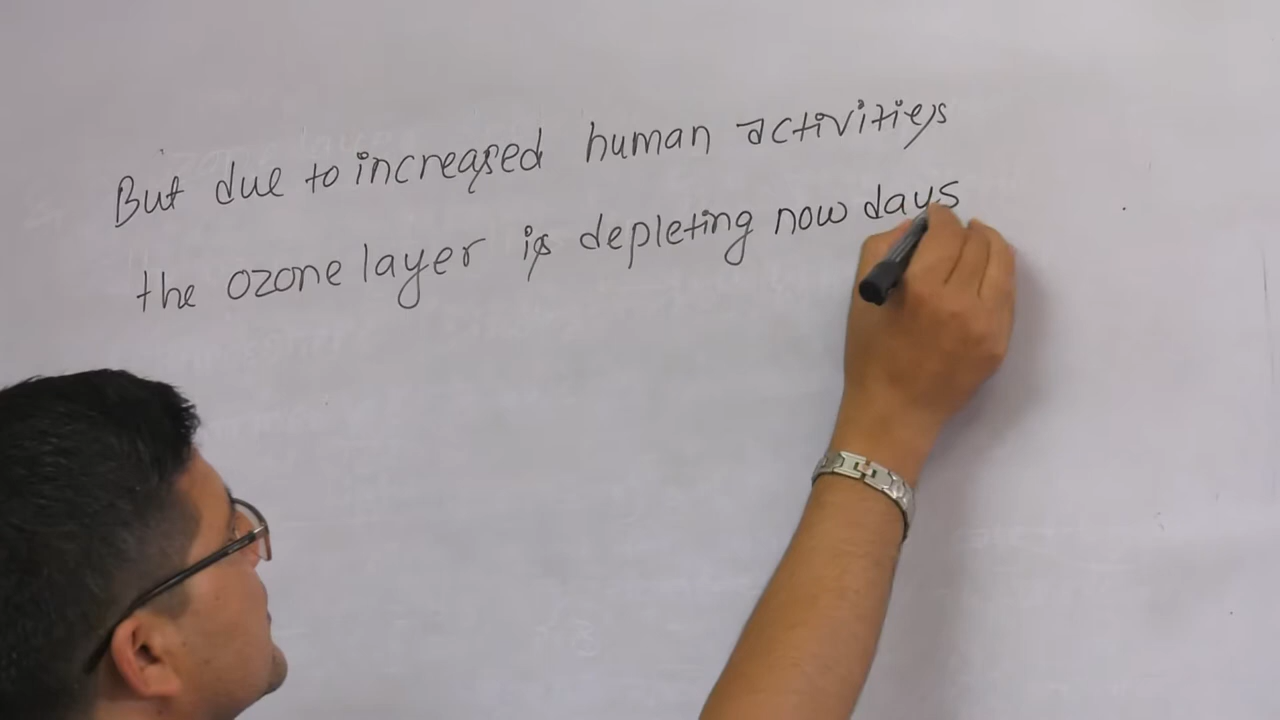 But due to increased human activities
the ozone layer is depleting now days